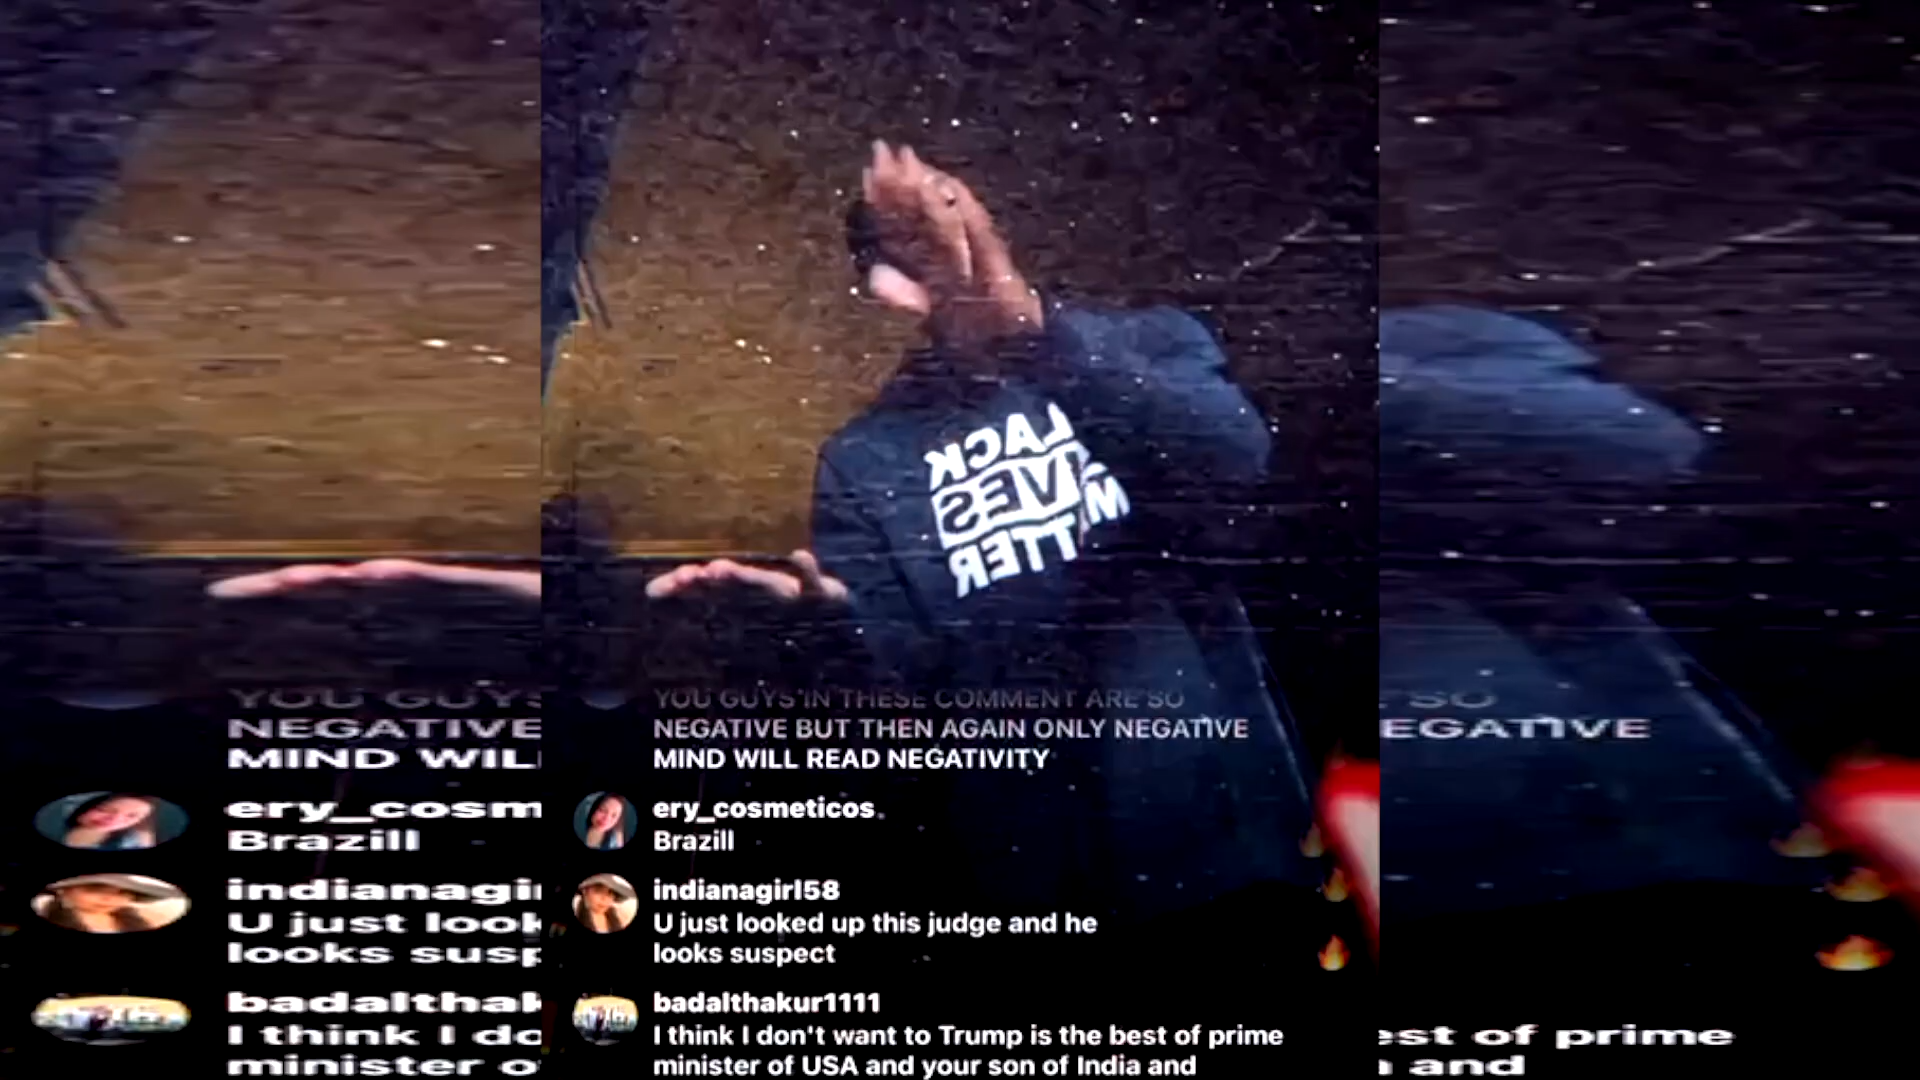 LACK
IVES
TTER
YOU GUYS IN THESE COMMENT ARE SO
NEGATIVE BUT THEN AGAIN ONLY NEGATIVE
MIND WILL READ NEGATIVITY
ery_cosmeticos
Brazill
indianagirl58
U just looked up this judge and he
looks suspect
badalthakur1111
I think I don't want to Trump is the best of prime
minister of USA and your son of India and